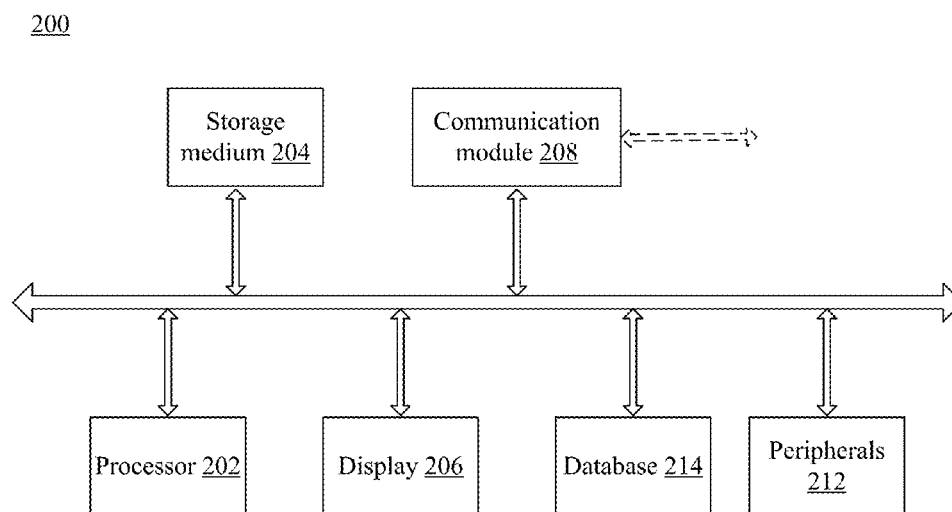 200
Storage
medium 204
Communication
module 208
Processor 202
Display 206
Database 214
Peripherals
212